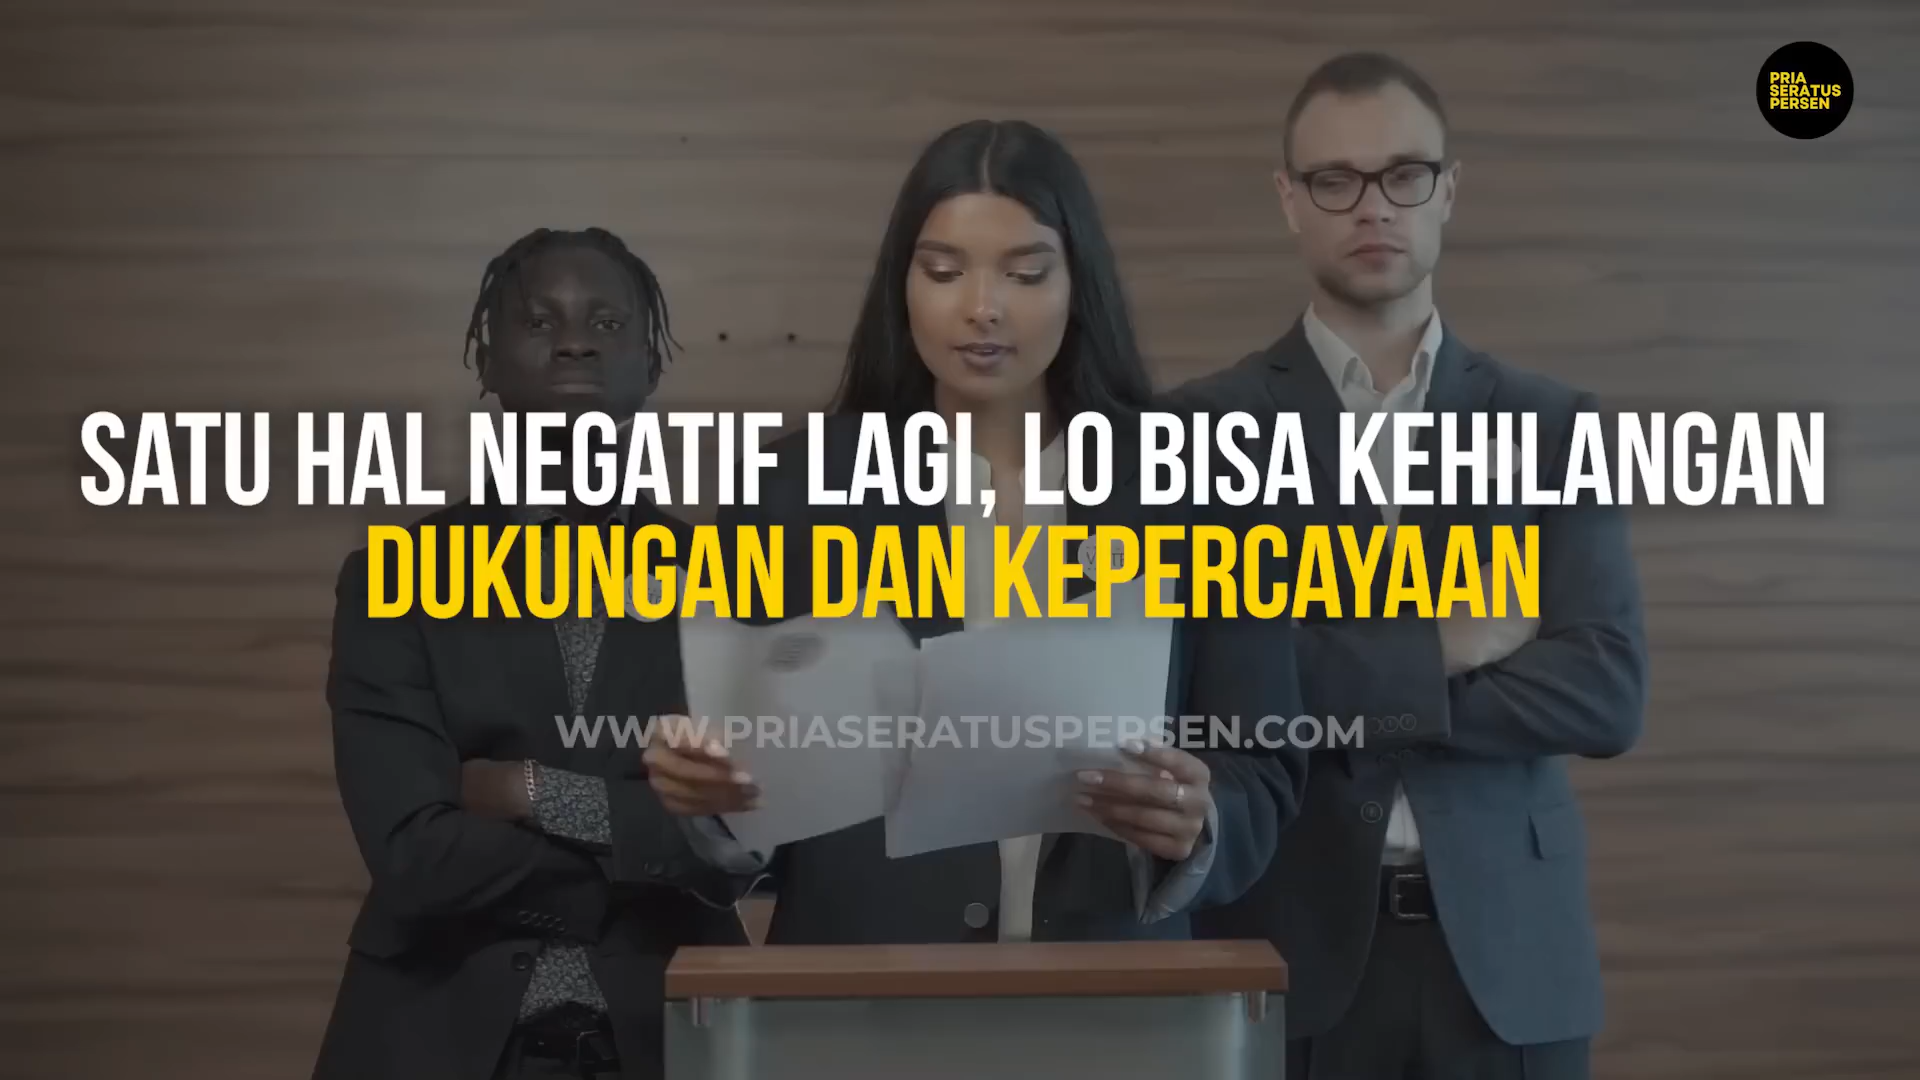 PRIA
SERATUS
PERSEN
SATU HAL NEGATIF LAGI, LO BISA KEHILANGAN
DUKUNGAN DAN KEPERCAYAAN
WWW.PRIASERATUSPERSEN.COM